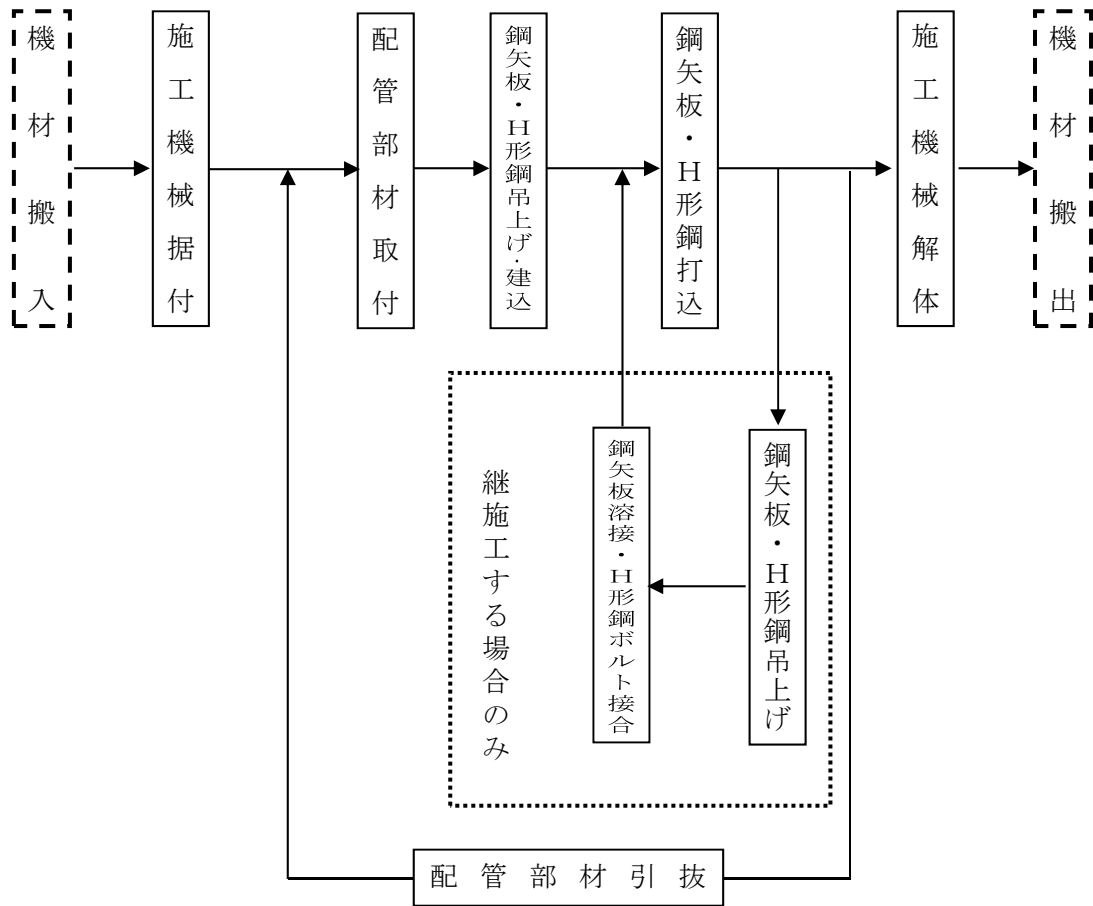 機材搬入
施工機械据付
配管部材取付
鋼矢板・H形鋼吊上げ・建込
鋼矢板・H形鋼打込
施工機械解体
機材搬出
継施工する場合のみ
鋼矢板溶接・H形鋼ボルト接合
鋼矢板・H形鋼吊上げ
配管部材引抜